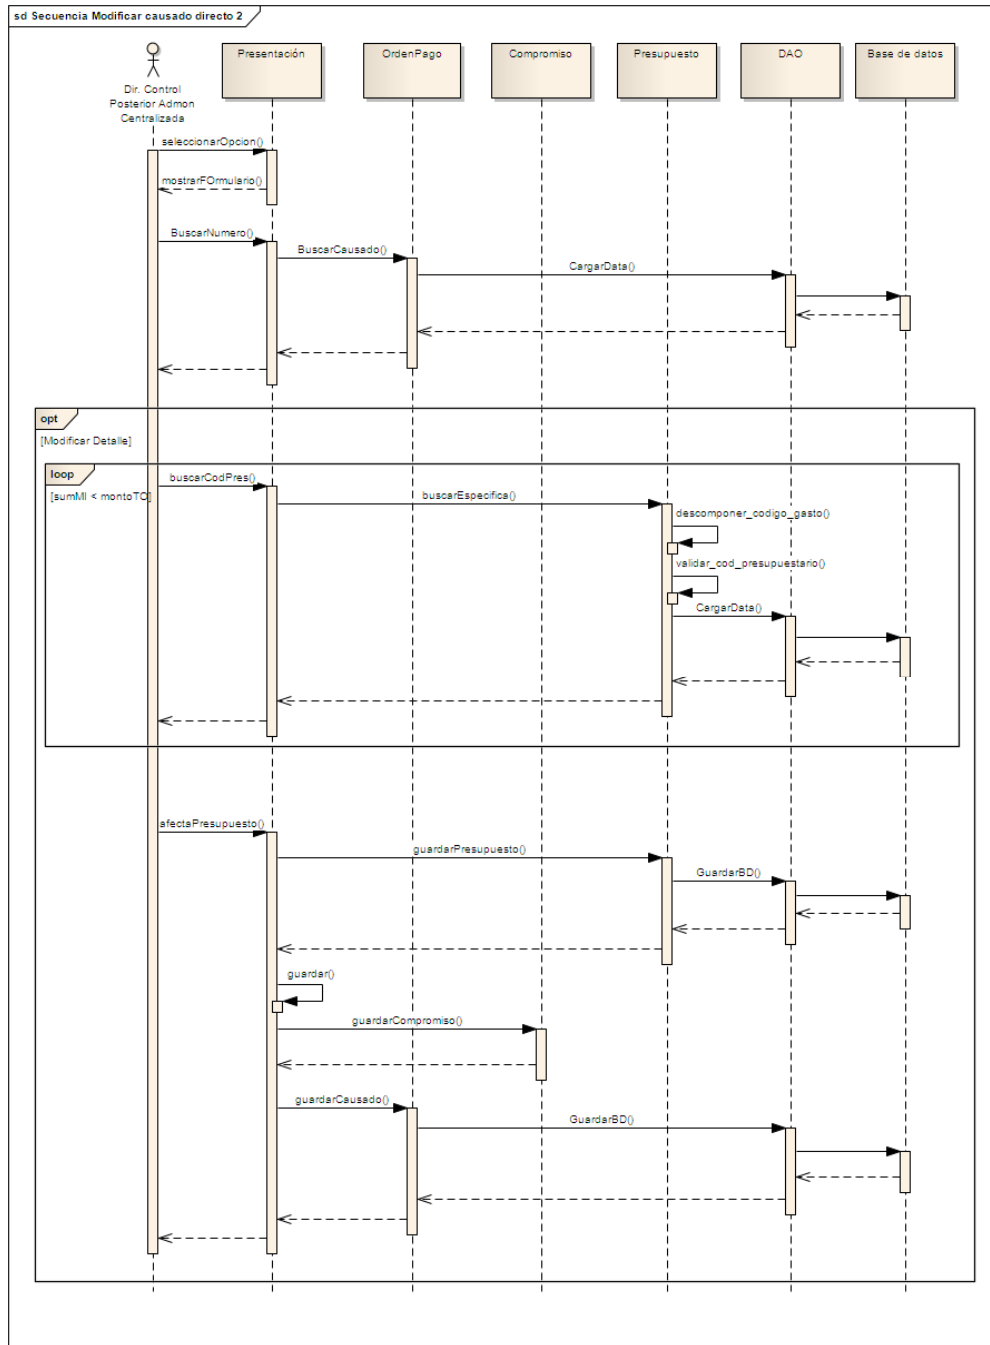 sd Secuencia Modificar causado directo 2
Presentación
OrdenPago
Compromiso
Presupuesto
DAO
Base de datos
Dir. Control
Posterior Admon
Centralizada
seleccionarOpcion()
mostrarFOrmulario()
BuscarNumero()
BuscarCausado()
CargarData()
opt
[Modificar Detalle]
loop
[sumMI < montoTO]
buscarCodPres()
buscarEspecifica()
descomponer_codigo_gasto()
validar_cod_presupuestario()
CargarData()
afectaPresupuesto()
guardarPresupuesto()
GuardarBD()
guardar()
guardarCompromiso()
guardarCausado()
GuardarBD()